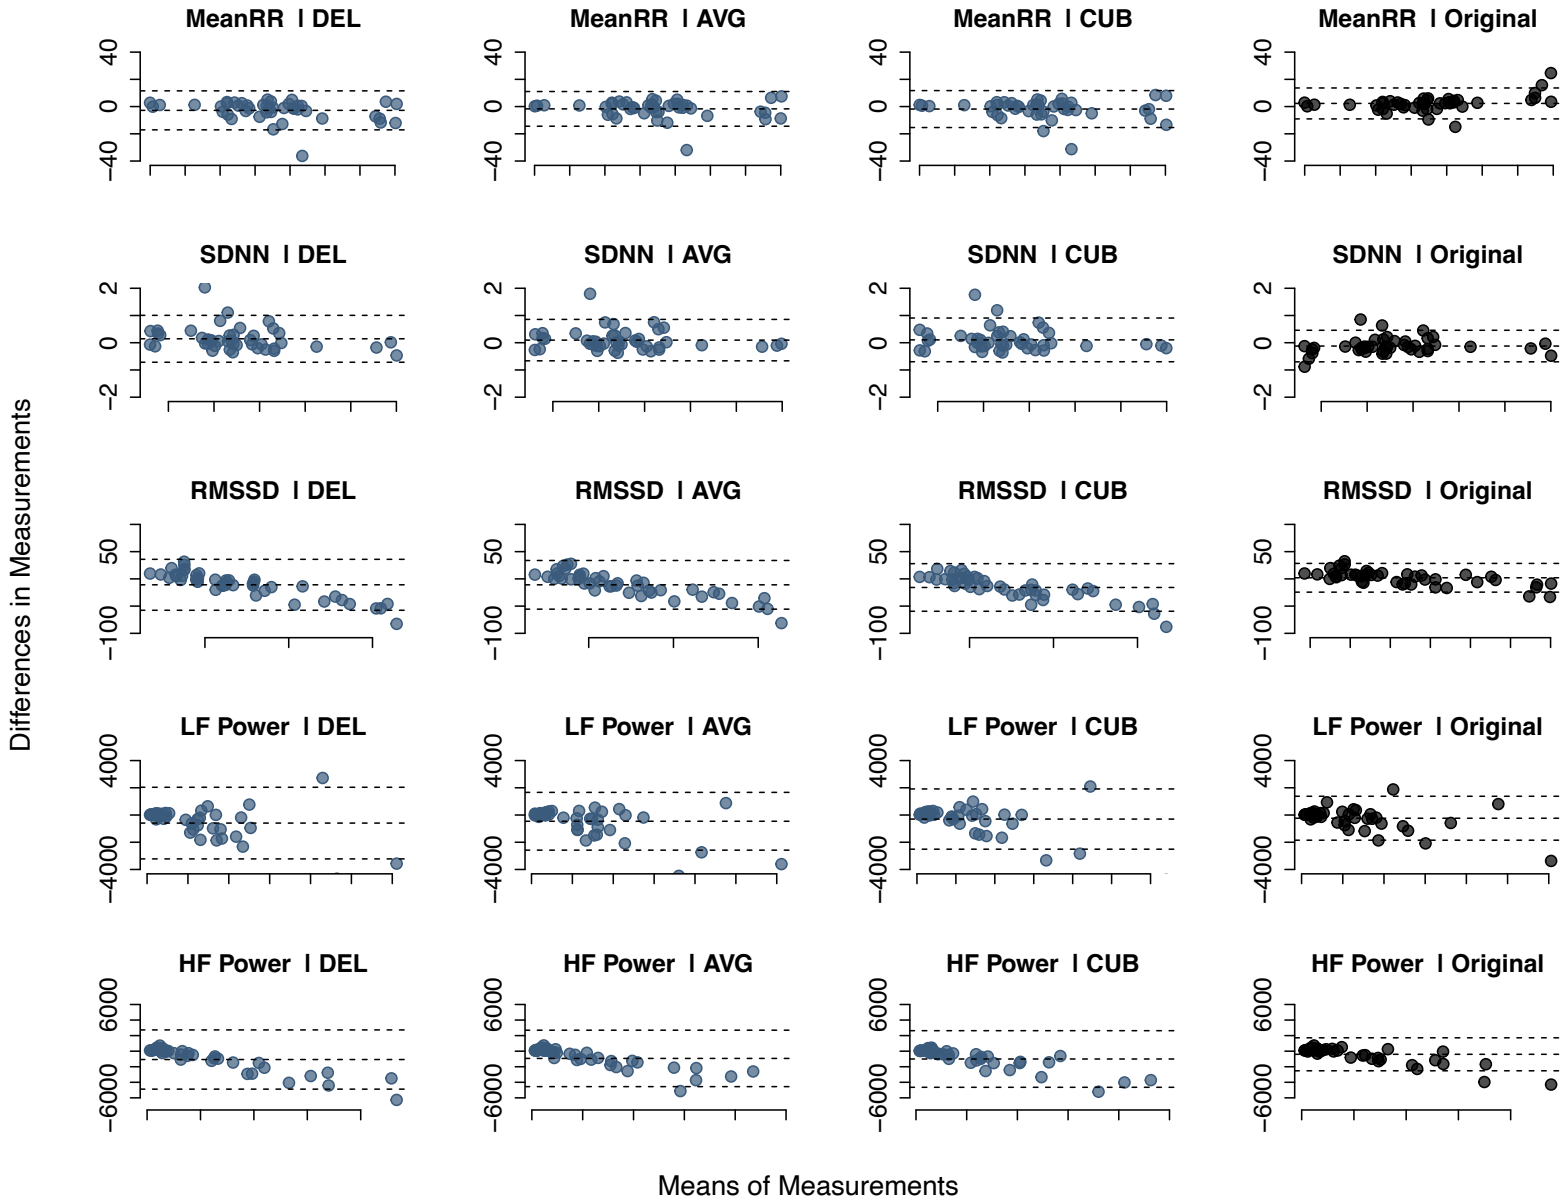 MeanRR | DEL
MeanRR | AVG
MeanRR | CUB
MeanRR | Original
40
0
−40
40
0
−40
40
0
−40
40
0
−40
SDNN | DEL
SDNN | AVG
SDNN | CUB
SDNN | Original
2
0
−2
2
0
−2
2
0
−2
2
0
−2
Differences in Measurements
RMSSD | DEL
RMSSD | AVG
RMSSD | CUB
RMSSD | Original
50
−100
50
−100
50
−100
50
−100
LF Power | DEL
LF Power | AVG
LF Power | CUB
LF Power | Original
4000
−4000
4000
−4000
4000
−4000
4000
−4000
HF Power | DEL
HF Power | AVG
HF Power | CUB
HF Power | Original
6000
−6000
6000
−6000
6000
−6000
6000
−6000
Means of Measurements